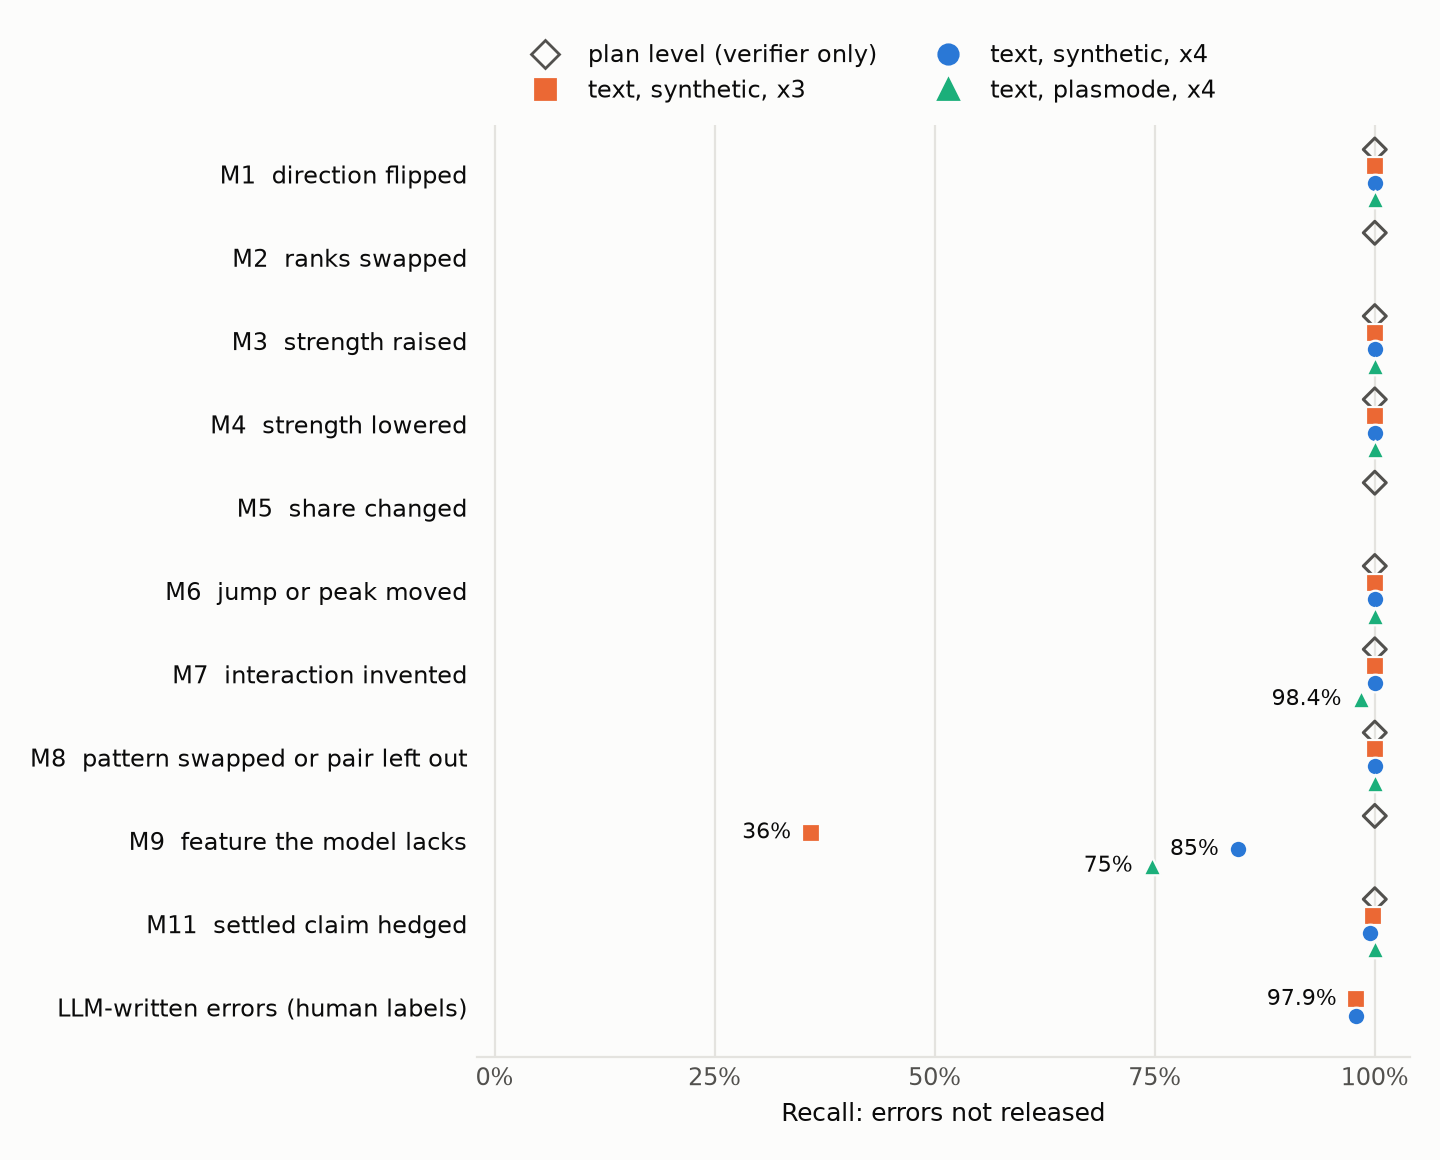 plan level (verifier only)
text, synthetic, x3
text, synthetic, x4
text, plasmode, x4
M1 direction flipped
M2 ranks swapped
M3 strength raised
M4 strength lowered
M5 share changed
M6 jump or peak moved
M7 interaction invented
98.4%
M8 pattern swapped or pair left out
M9 feature the model lacks
36%
85%
75%
M11 settled claim hedged
LLM-written errors (human labels)
97.9%
0%
25%
50%
75%
100%
Recall: errors not released